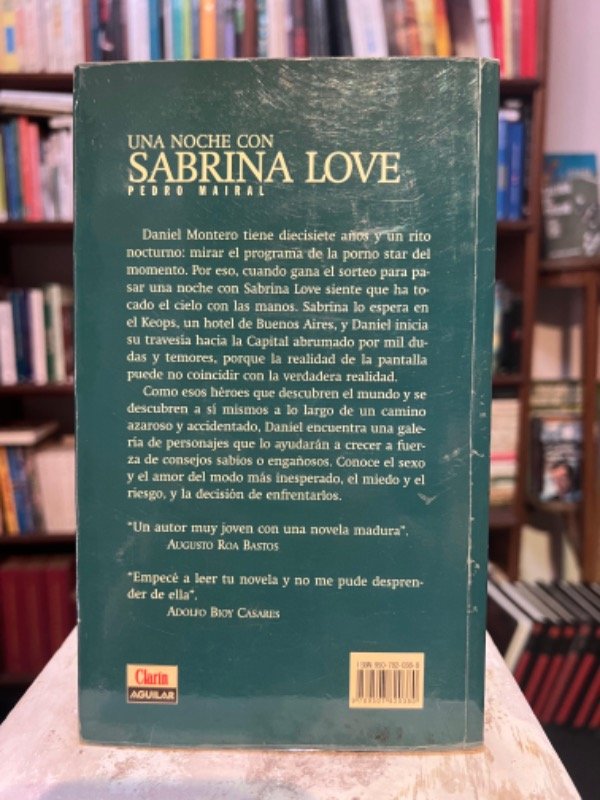 UNA NOCHE CON
SABRINA LOVE
PEDRO MAIRAL
Daniel Montero tiene diecisiete años y un rito
nocturno: mirar el programa de la porno star del
momento. Por eso, cuando gana el sorteo para pa-
sar una noche con Sabrina Love siente que ha to-
cado el cielo con las manos. Sabrina lo espera en
el Keops, un hotel de Buenos Aires, y Daniel inicia
su travesía hacia la Capital abrumado por mil du-
das y temores, porque la realidad de la pantalla
puede no coincidir con la verdadera realidad.
Como esos héroes que descubren el mundo y se
descubren a sí mismos a lo largo de un camino
azaroso y accidentado, Daniel encuentra una gale-
ría de personajes que lo ayudarán a crecer a fuer-
za de consejos sabios o engañosos. Conoce el sexo
y el amor del modo más inesperado, el miedo y el
riesgo, y la decisión de enfrentarlos.
"Un autor muy joven con una novela madura".
AUGUSTO ROA BASTOS
"Empecé a leer tu novela y no me pude despren-
der de ella".
ADOLFO BIOY CASARES
Clarín
AGUILAR
ISBN 950-782-038-8